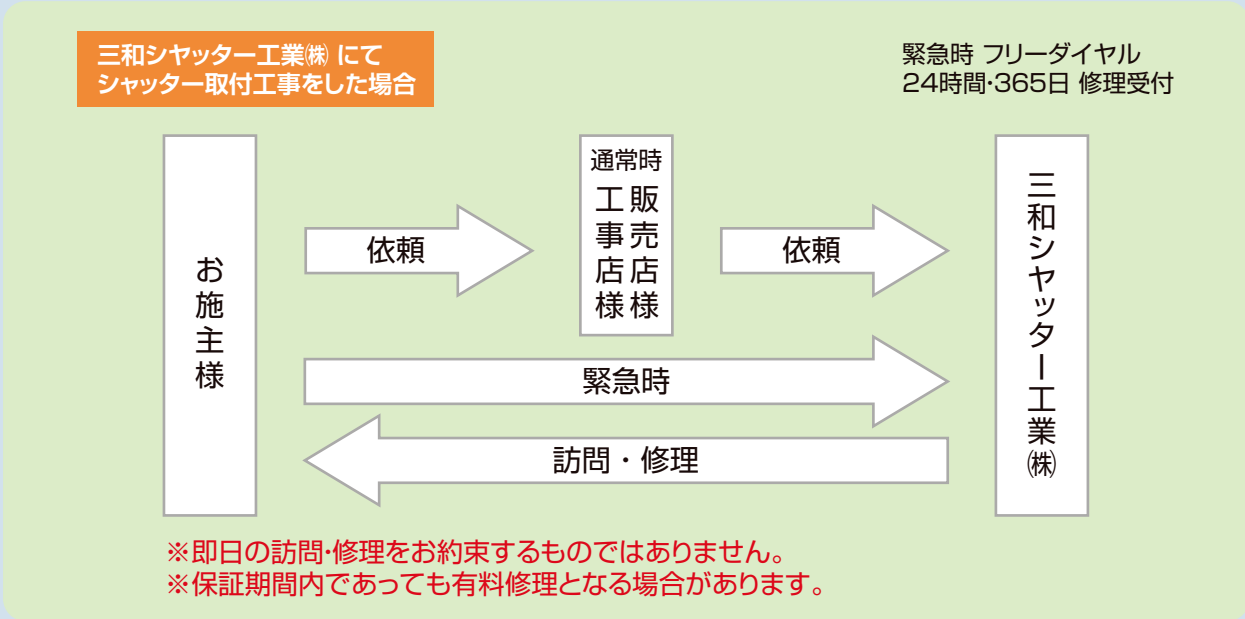 三和シヤッター工業㈱ にて
シャッター取付工事をした場合
緊急時 フリーダイヤル
24時間・365日 修理受付
お施主様
依頼
通常時
販売店様
工事店様
依頼
三和シヤッター工業㈱
緊急時
訪問・修理
※即日の訪問・修理をお約束するものではありません。
※保証期間内であっても有料修理となる場合があります。